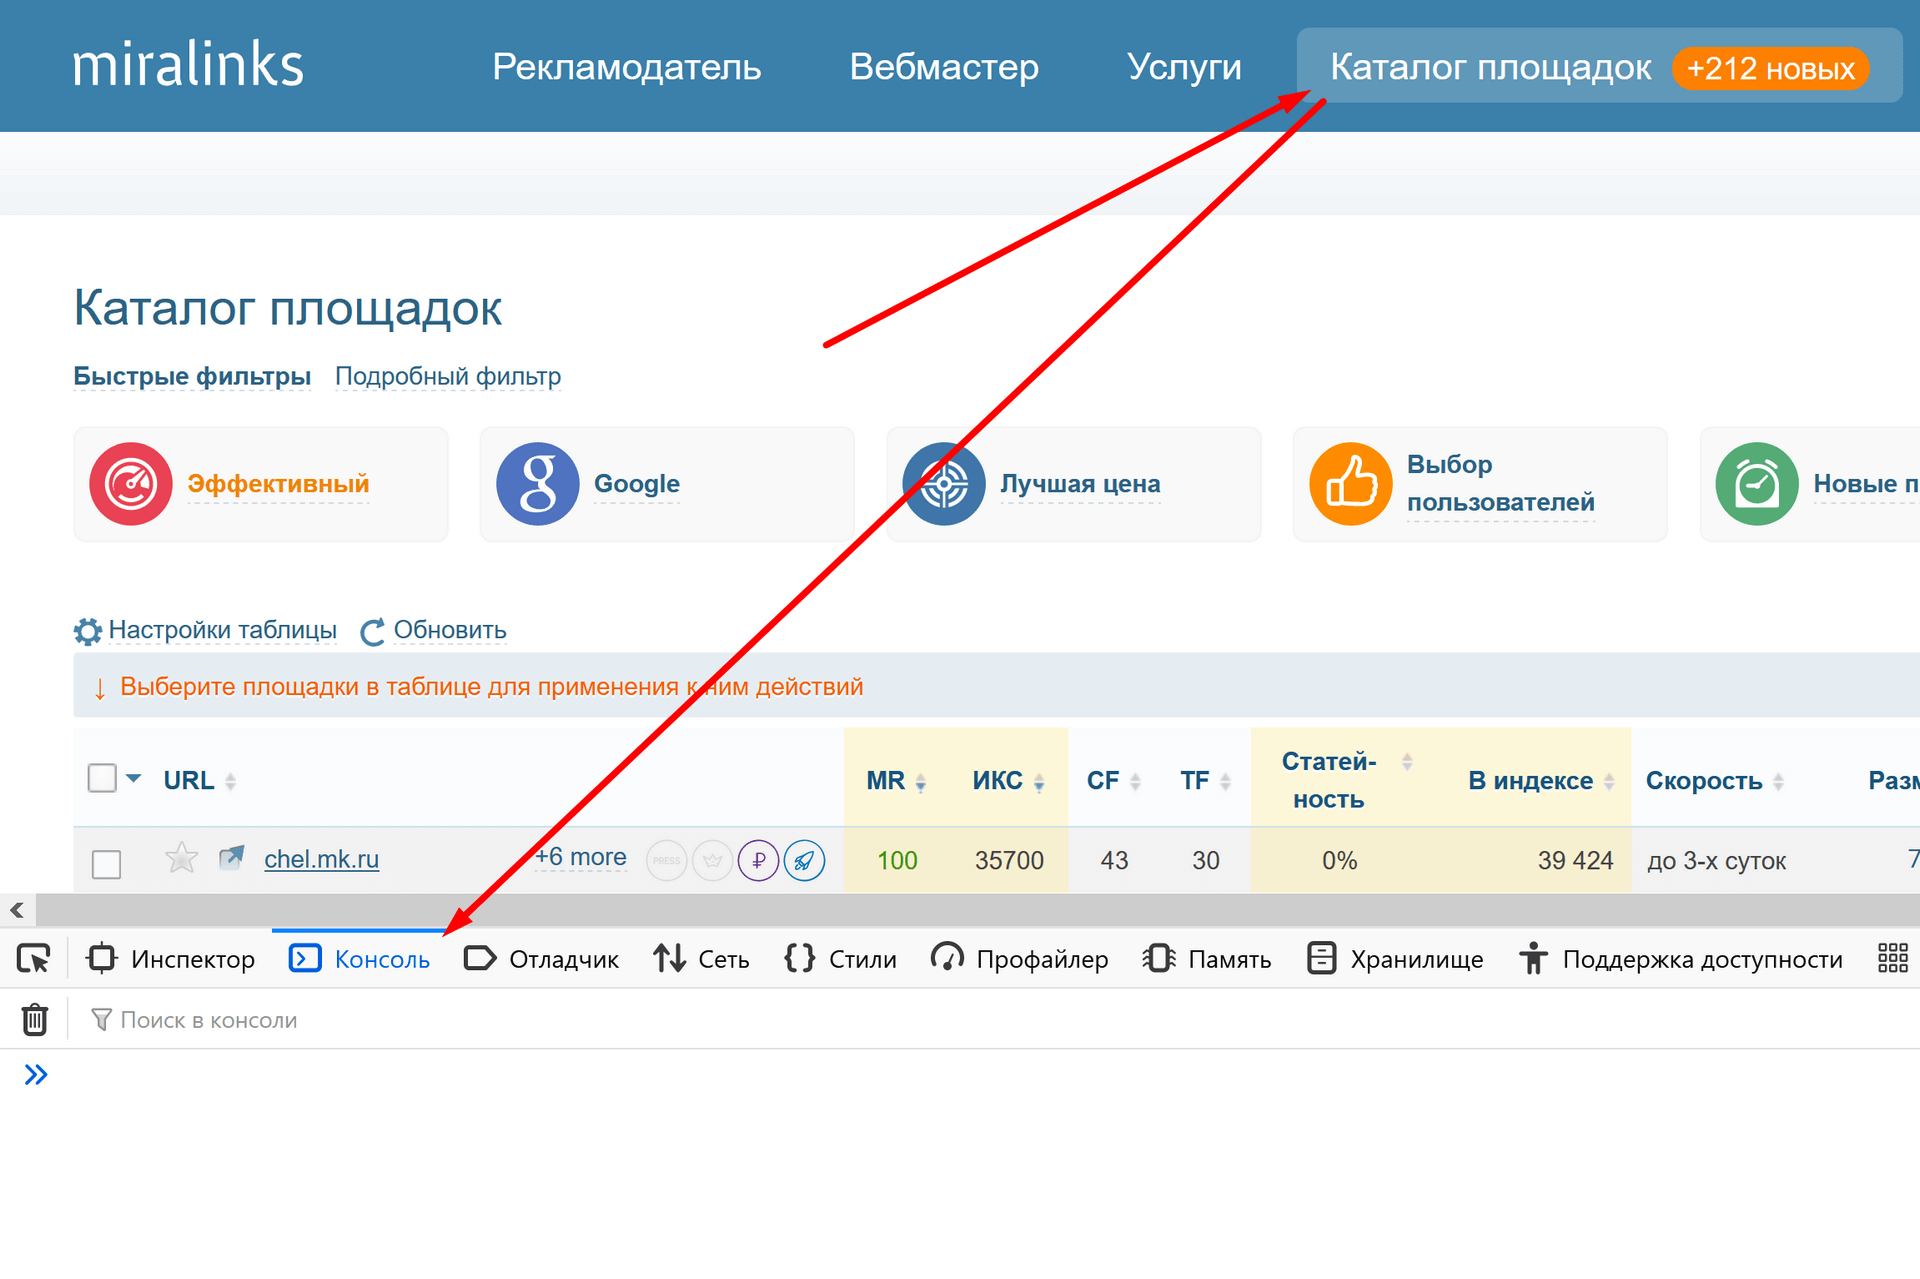 miralinks
Рекламодатель
Вебмастер
Услуги
Каталог площадок +212 новых
Каталог площадок
Быстрые фильтры Подробный фильтр
Эффективный
Google
Лучшая цена
Выбор
пользователей
Новые п
Настройки таблицы Обновить
↓ Выберите площадки в таблице для применения к ним действий
URL MR ИКС CF TF Статей-
ность В индексе Скорость Разм
chel.mk.ru +6 more PRESS ₽ 100 35700 43 30 0% 39 424 до 3-х суток 7
Инспектор Консоль Отладчик Сеть Стили Профайлер Память Хранилище Поддержка доступности
Поиск в консоли